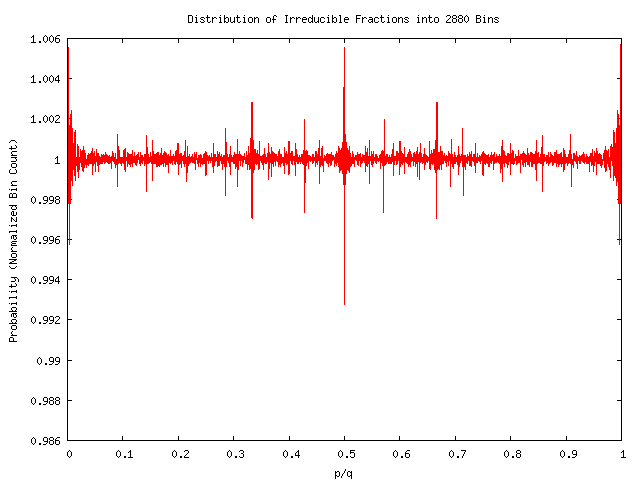 Distribution of Irreducible Fractions into 2880 Bins
1.006
1.004
1.002
1
0.998
0.996
0.994
0.992
0.99
0.988
0.986
Probability (Normalized Bin Count)
0 0.1 0.2 0.3 0.4 0.5 0.6 0.7 0.8 0.9 1
p/q